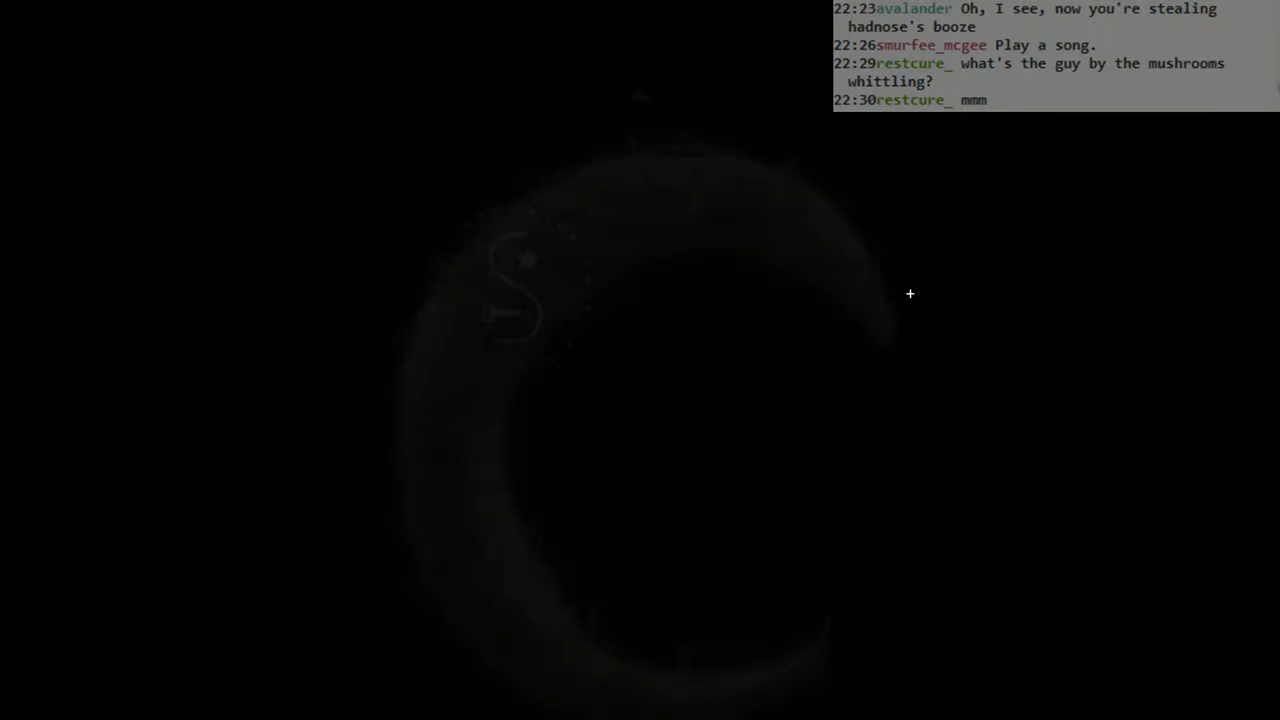 22:23avalander Oh, I see, now you're stealing
hadnose's booze
22:26smurfee_mcgee Play a song.
22:29restcure_ what's the guy by the mushrooms
whittling?
22:30restcure_ mmm